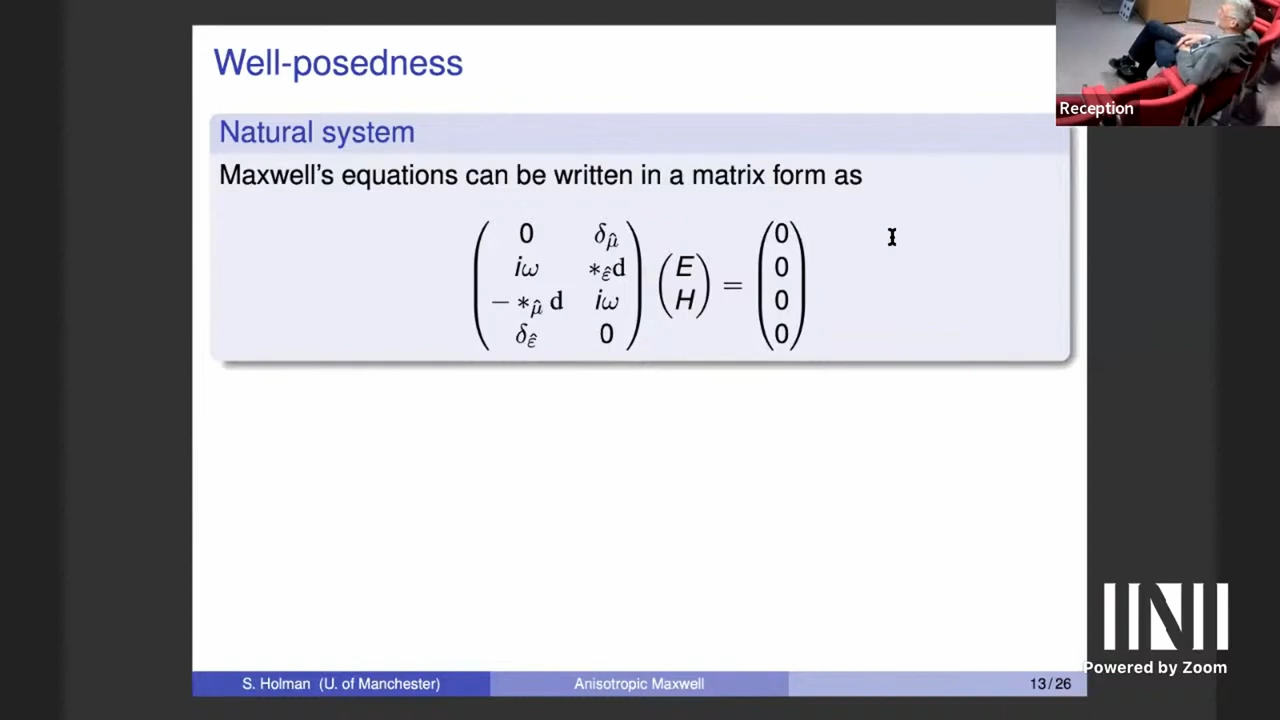 Well-posedness
Reception
Natural system
Maxwell's equations can be written in a matrix form as
( 0 δ_μ̂ ) ( 0 )
( iω *_ε̂ d ) ( E ) ( 0 )
( − *_μ̂ d iω ) ( H ) = ( 0 )
( δ_ε̂ 0 ) ( 0 )
INI
Powered by Zoom
S. Holman (U. of Manchester) Anisotropic Maxwell 13/26